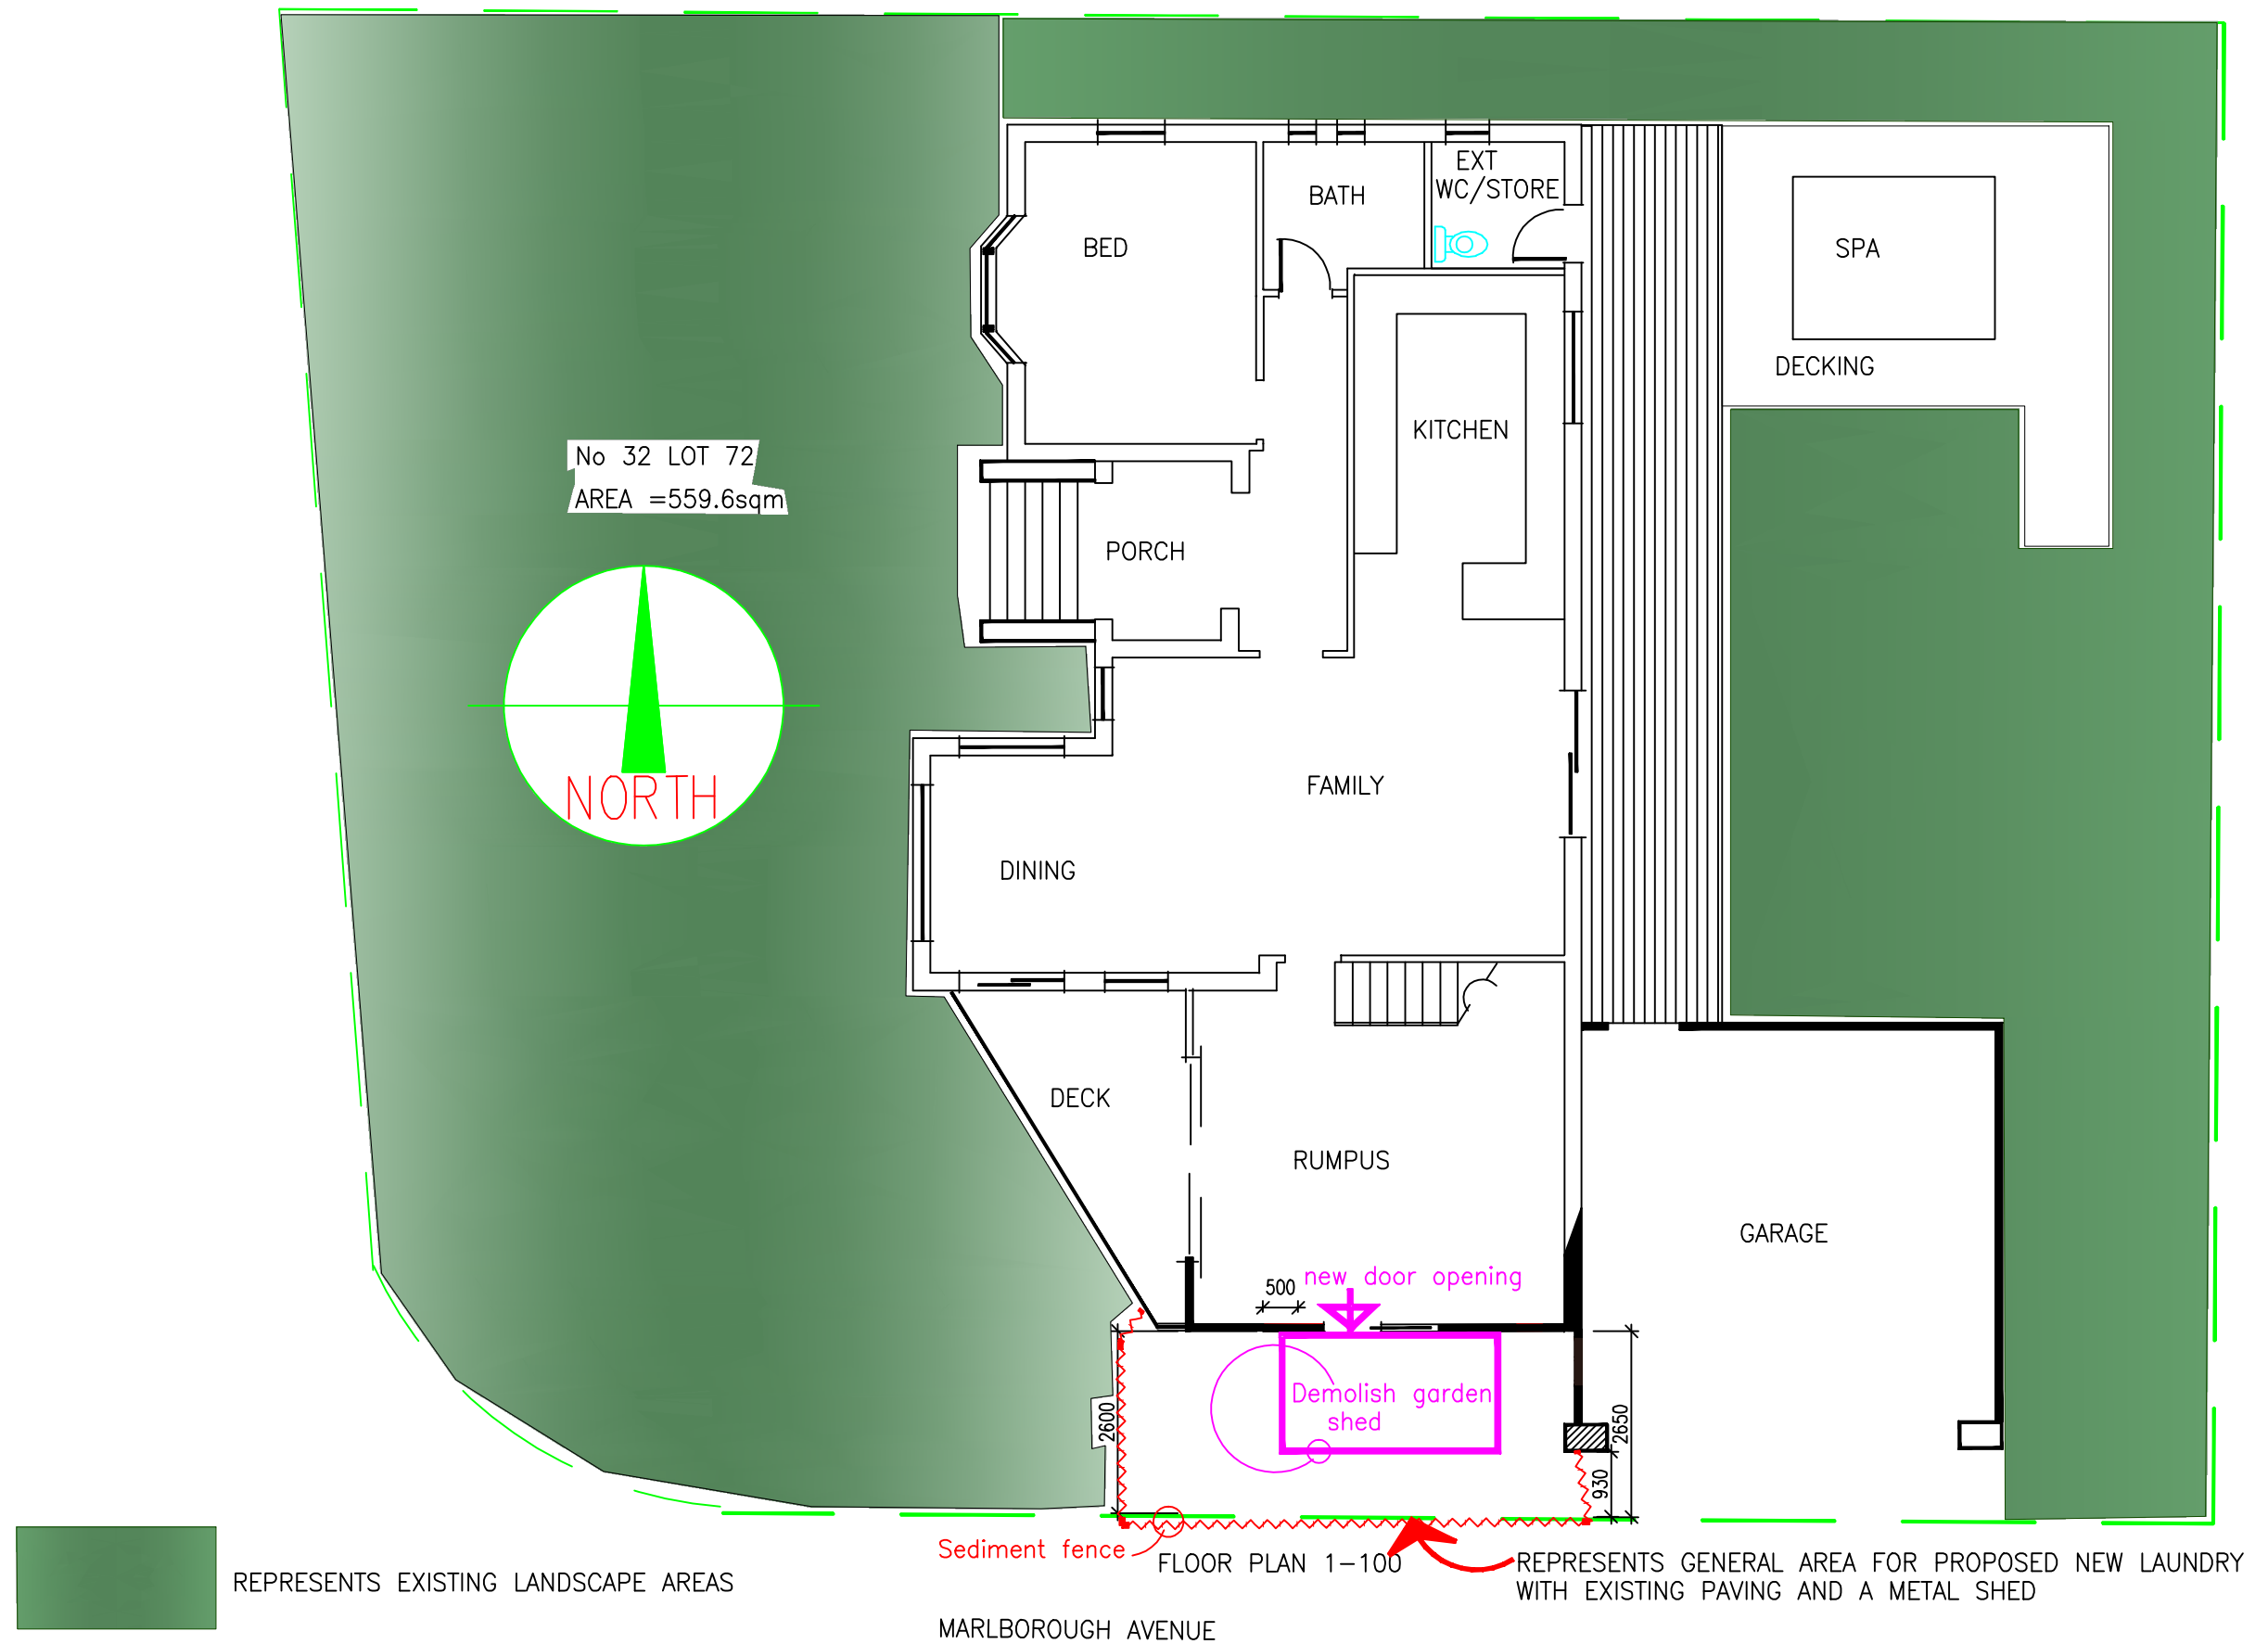 EXT
WC/STORE
BATH
BED
SPA
DECKING
KITCHEN
No 32 LOT 72
AREA =559.6sqm
PORCH
NORTH
FAMILY
DINING
DECK
RUMPUS
GARAGE
new door opening
500
Demolish garden
shed
2600
2650
930
Sediment fence
FLOOR PLAN 1-100
REPRESENTS GENERAL AREA FOR PROPOSED NEW LAUNDRY
WITH EXISTING PAVING AND A METAL SHED
REPRESENTS EXISTING LANDSCAPE AREAS
MARLBOROUGH AVENUE